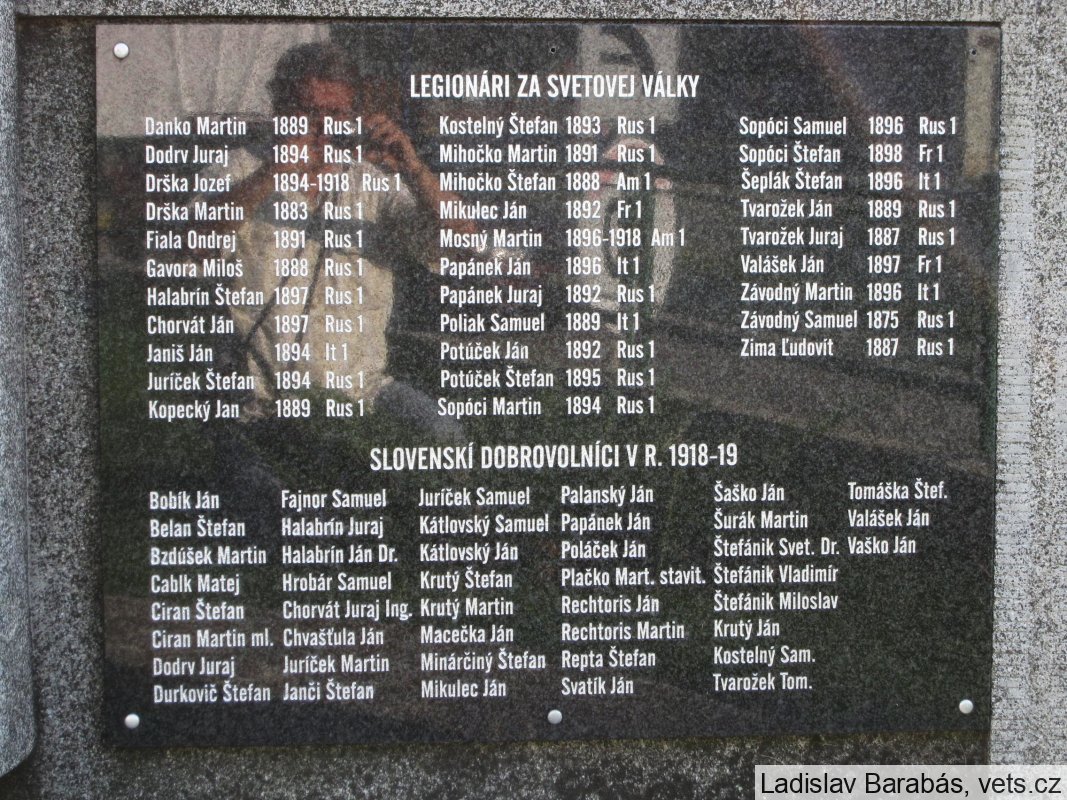 LEGIONÁRI ZA SVETOVEJ VÁLKY
Danko Martin 1889 Rus 1
Dodrv Juraj 1894 Rus 1
Drška Jozef 1894-1918 Rus 1
Drška Martin 1883 Rus 1
Fiala Ondrej 1891 Rus 1
Gavora Miloš 1888 Rus 1
Halabrín Štefan 1897 Rus 1
Chorvát Ján 1897 Rus 1
Janiš Ján 1894 It 1
Juríček Štefan 1894 Rus 1
Kopecký Jan 1889 Rus 1
Kostelný Štefan 1893 Rus 1
Mihočko Martin 1891 Rus 1
Mihočko Štefan 1888 Am 1
Mikulec Ján 1892 Fr 1
Mosný Martin 1896-1918 Am 1
Papánek Ján 1896 It 1
Papánek Juraj 1892 Rus 1
Poliak Samuel 1889 It 1
Potúček Ján 1892 Rus 1
Potúček Štefan 1895 Rus 1
Sopóci Martin 1894 Rus 1
Sopóci Samuel 1896 Rus 1
Sopóci Štefan 1898 Fr 1
Šeplák Štefan 1896 It 1
Tvarožek Ján 1889 Rus 1
Tvarožek Juraj 1887 Rus 1
Valášek Ján 1897 Fr 1
Závodný Martin 1896 It 1
Závodný Samuel 1875 Rus 1
Zima Ľudovít 1887 Rus 1
SLOVENSKÍ DOBROVOLNÍCI V R. 1918-19
Bobík Ján
Belan Štefan
Bzdúšek Martin
Cablk Matej
Ciran Štefan
Ciran Martin ml.
Dodrv Juraj
Durkovič Štefan
Fajnor Samuel
Halabrín Juraj
Halabrín Ján Dr.
Hrobár Samuel
Chorvát Juraj Ing.
Chvašťula Ján
Juríček Martin
Janči Štefan
Juríček Samuel
Kátlovský Samuel
Kátlovský Ján
Krutý Štefan
Krutý Martin
Macečka Ján
Minárčiný Štefan
Mikulec Ján
Palanský Ján
Papánek Ján
Poláček Ján
Plačko Mart. stavit.
Rechtoris Ján
Rechtoris Martin
Repta Štefan
Svatík Ján
Šaško Ján
Šurák Martin
Štefánik Svet. Dr.
Štefánik Vladimír
Štefánik Miloslav
Krutý Ján
Kostelný Sam.
Tvarožek Tom.
Tomáška Štef.
Valášek Ján
Vaško Ján
Ladislav Barabás, vets.cz